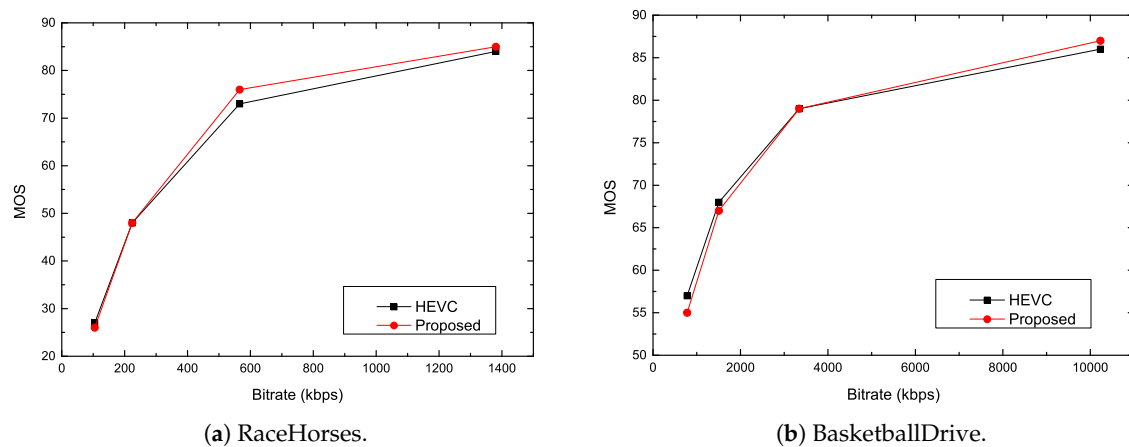 90
80
70
60
50
40
30
20
MOS
0 200 400 600 800 1000 1200 1400
Bitrate (kbps)
HEVC
Proposed
(a) RaceHorses.
90
85
80
75
70
65
60
55
50
MOS
0 2000 4000 6000 8000 10000
Bitrate (kbps)
HEVC
Proposed
(b) BasketballDrive.